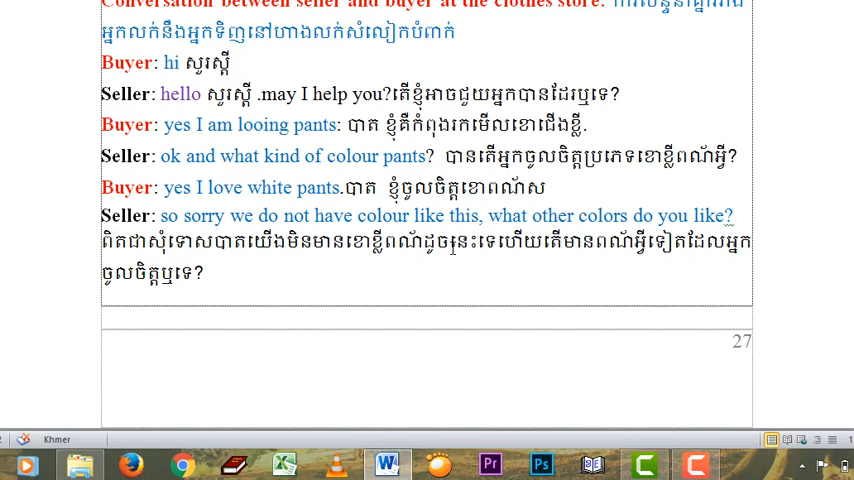 Conversation between seller and buyer at the clothes store. ការសន្ទនាគ្នារវាង
អ្នកលក់នឹងអ្នកទិញនៅហាងលក់សំលៀកបំពាក់
Buyer: hi សួរស្តី
Seller: hello សួរស្តី .may I help you?តើខ្ញុំអាចជួយអ្នកបានដែរឬទេ?
Buyer: yes I am looing pants: បាត ខ្ញុំគឺកំពុងរកមើលខោជើងខ្លី.
Seller: ok and what kind of colour pants? បានតើអ្នកចូលចិត្តប្រភេទខោខ្លីពណ័អ្វី?
Buyer: yes I love white pants.បាត ខ្ញុំចូលចិត្តខោពណ័ស
Seller: so sorry we do not have colour like this, what other colors do you like?
ពិតជាសុំទោសបាតយើងមិនមានខោខ្លីពណ័ដូចនេះទេហើយតើមានពណ័អ្វីទៀតដែលអ្នក
ចូលចិត្តឬទេ?
27
Khmer
W
Pr
Ps